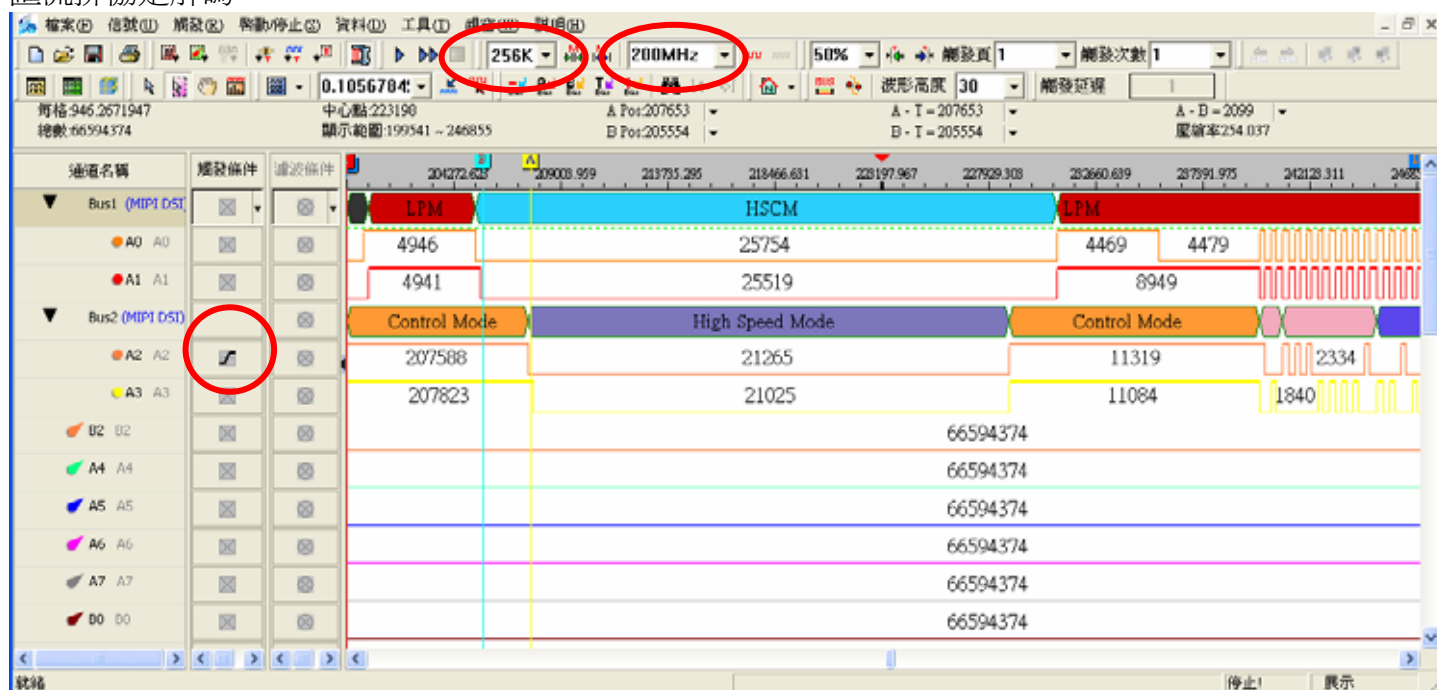 檔案(F) 信號(U) 觸發(R) 啟動/停止(S) 資料(D) 工具(T) 視窗(W) 說明(H)
256K 200MHz 50% 觸發頁 1 觸發次數 1
0.10567842 波形高度 30 觸發延遲 1
每格:946.2671947 中心點:223198 A Pos:207653 A - T = 207653 A - B = 2099
總數:66594374 顯示範圍:199541 ~ 246855 B Pos:205554 B - T = 205554 壓縮率254.037
通道名稱 觸發條件 濾波條件 204272.623 209003.959 213735.295 218466.631 223197.967 227929.303 232660.639 237391.975 242123.311
Bus1 (MIPI DSI) LPM HSCM LPM
A0 A0 4946 25754 4469 4479
A1 A1 4941 25519 8949
Bus2 (MIPI DSI) Control Mode High Speed Mode Control Mode
A2 A2 207588 21265 11319 2334
A3 A3 207823 21025 11084 1840
B2 B2 66594374
A4 A4 66594374
A5 A5 66594374
A6 A6 66594374
A7 A7 66594374
B0 B0 66594374
就緒 停止! 展示